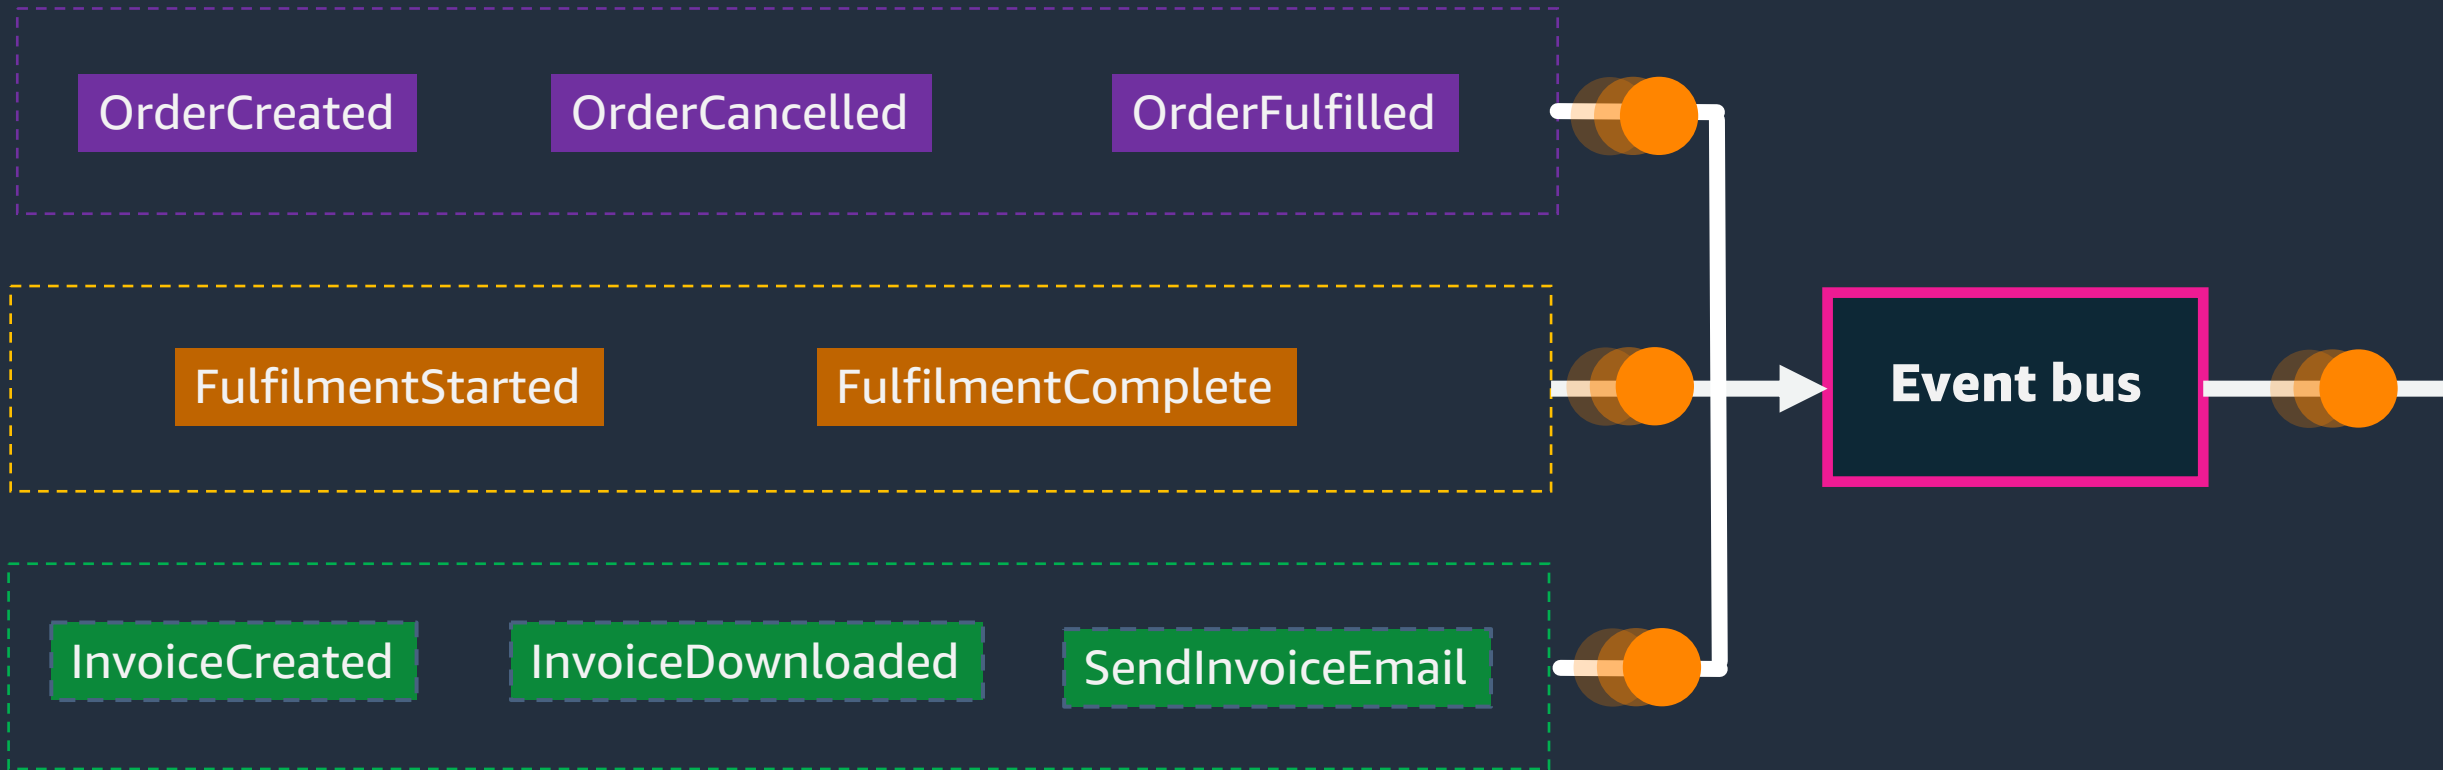 OrderCreated
OrderCancelled
OrderFulfilled
FulfilmentStarted
FulfilmentComplete
Event bus
InvoiceCreated
InvoiceDownloaded
SendInvoiceEmail